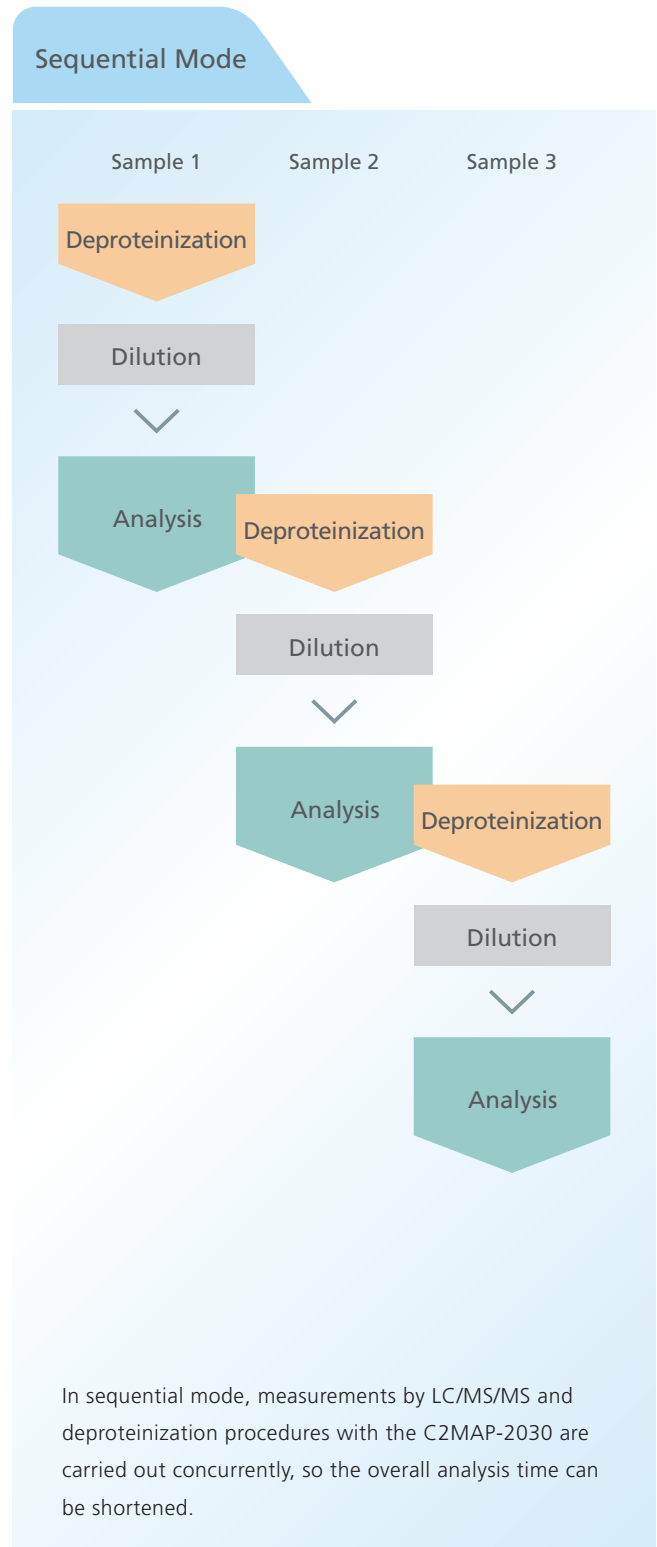 Sequential Mode
Sample 1 Sample 2 Sample 3
Deproteinization
Dilution
Analysis
Deproteinization
Dilution
Analysis
Deproteinization
Dilution
Analysis
In sequential mode, measurements by LC/MS/MS and
deproteinization procedures with the C2MAP-2030 are
carried out concurrently, so the overall analysis time can
be shortened.